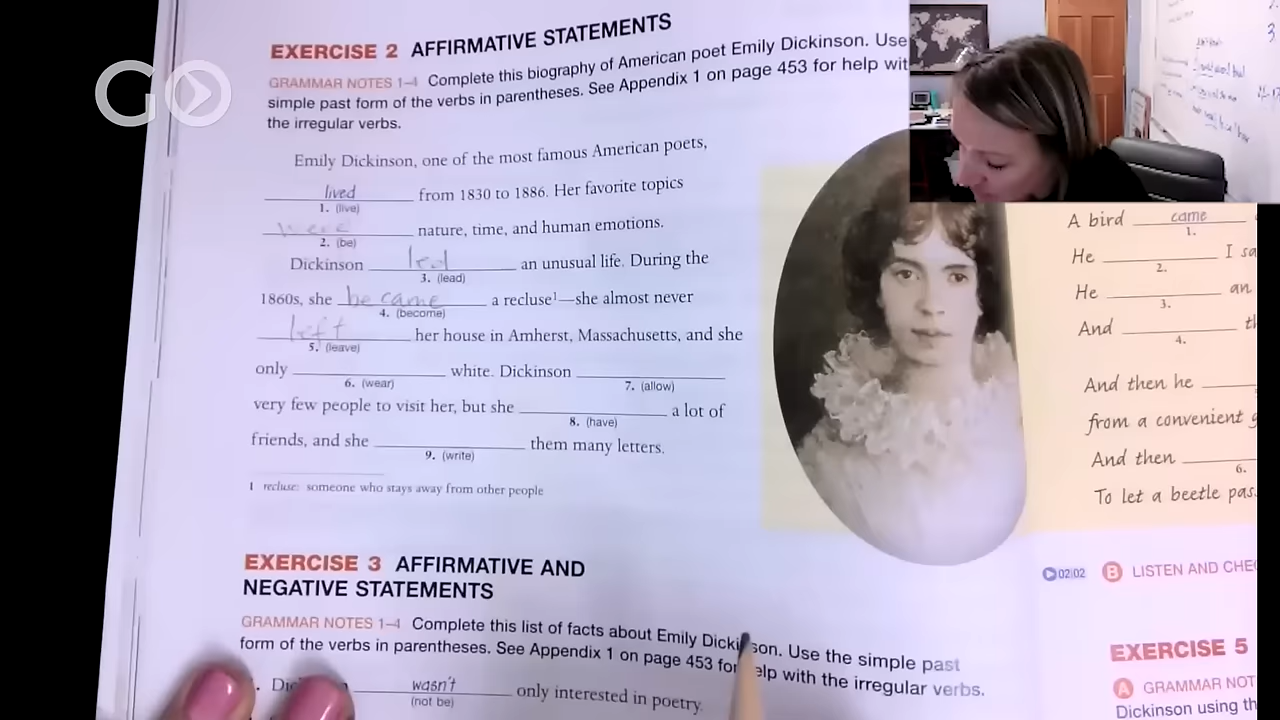 GO
EXERCISE 2 AFFIRMATIVE STATEMENTS
GRAMMAR NOTES 1–4 Complete this biography of American poet Emily Dickinson. Use
simple past form of the verbs in parentheses. See Appendix 1 on page 453 for help wit
the irregular verbs.
Emily Dickinson, one of the most famous American poets,
lived from 1830 to 1886. Her favorite topics
1. (live)
were nature, time, and human emotions.
2. (be)
Dickinson led an unusual life. During the
3. (lead)
1860s, she became a recluse1—she almost never
4. (become)
left her house in Amherst, Massachusetts, and she
5. (leave)
only white. Dickinson
6. (wear) 7. (allow)
very few people to visit her, but she a lot of
8. (have)
friends, and she them many letters.
9. (write)
1 recluse: someone who stays away from other people
EXERCISE 3 AFFIRMATIVE AND
NEGATIVE STATEMENTS
GRAMMAR NOTES 1–4 Complete this list of facts about Emily Dickinson. Use the simple past
form of the verbs in parentheses. See Appendix 1 on page 453 for help with the irregular verbs.
wasn't only interested in poetry.
(not be)
A bird came
1.
He I sa
2.
He an
3.
And th
4.
And then he
from a convenient g
And then
6.
To let a beetle pas
02/02 B LISTEN AND CHE
EXERCISE 5
A GRAMMAR NOT
Dickinson using th